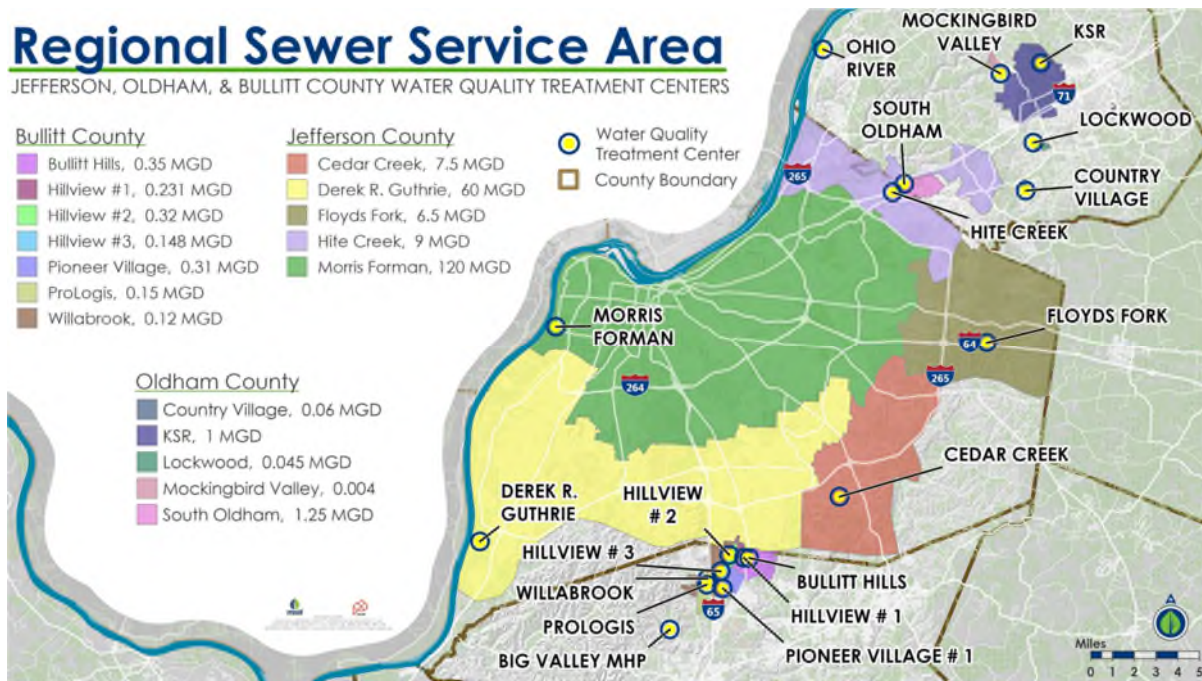 Regional Sewer Service Area
JEFFERSON, OLDHAM, & BULLITT COUNTY WATER QUALITY TREATMENT CENTERS
Bullitt County
Bullitt Hills, 0.35 MGD
Hillview #1, 0.231 MGD
Hillview #2, 0.32 MGD
Hillview #3, 0.148 MGD
Pioneer Village, 0.31 MGD
ProLogis, 0.15 MGD
Willabrook, 0.12 MGD
Jefferson County
Cedar Creek, 7.5 MGD
Derek R. Guthrie, 60 MGD
Floyds Fork, 6.5 MGD
Hite Creek, 9 MGD
Morris Forman, 120 MGD
Water Quality
Treatment Center
County Boundary
Oldham County
Country Village, 0.06 MGD
KSR, 1 MGD
Lockwood, 0.045 MGD
Mockingbird Valley, 0.004
South Oldham, 1.25 MGD
OHIO
RIVER
MOCKINGBIRD
VALLEY
KSR
71
SOUTH
OLDHAM
LOCKWOOD
265
COUNTRY
VILLAGE
HITE CREEK
MORRIS
FORMAN
264
FLOYDS FORK
64
265
CEDAR CREEK
DEREK R.
GUTHRIE
HILLVIEW
# 2
HILLVIEW # 3
WILLABROOK
PROLOGIS
BIG VALLEY MHP
65
BULLITT HILLS
HILLVIEW # 1
PIONEER VILLAGE # 1
Miles
0 1 2 3 4 5